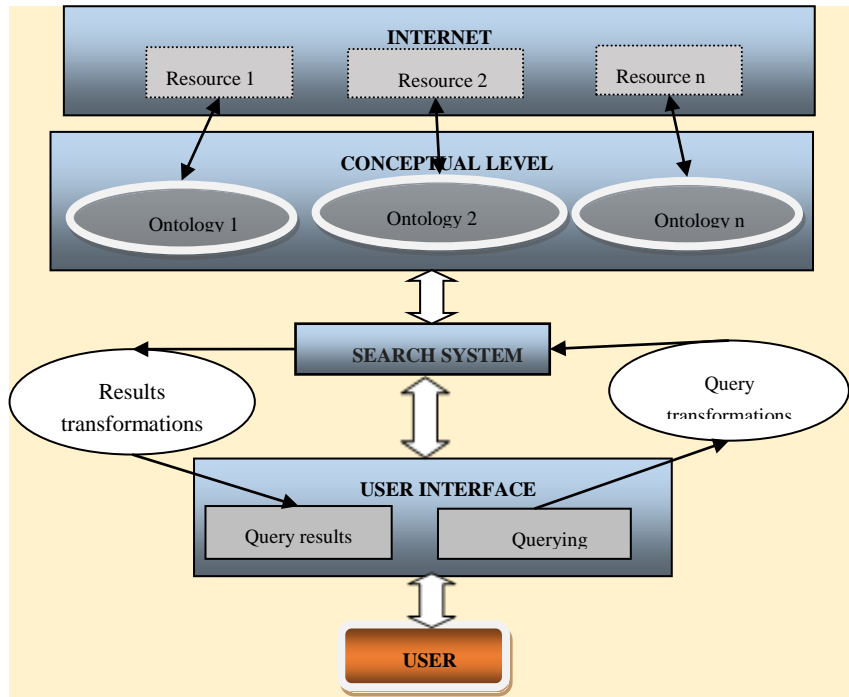 INTERNET
Resource 1
Resource 2
Resource n
CONCEPTUAL LEVEL
Ontology 1
Ontology 2
Ontology n
SEARCH SYSTEM
Results
transformations
Query
transformations
USER INTERFACE
Query results
Querying
USER